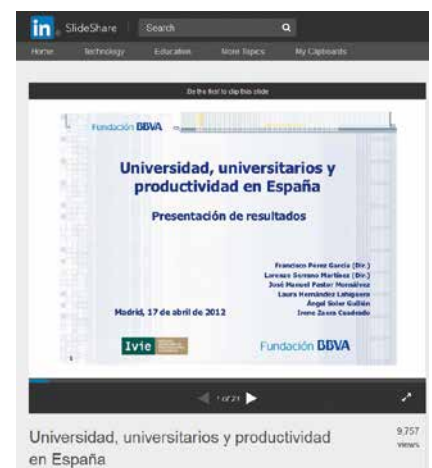 in SlideShare Search
Home Technology Education More Topics My Clipboards
Be the first to clip this slide
Fundación BBVA
Universidad, universitarios y
productividad en España
Presentación de resultados
Francisco Pérez García (Dir.)
Lorenzo Serrano Martínez (Dir.)
José Manuel Pastor Monsálvez
Laura Hernández Lahiguera
Ángel Soler Guillén
Irene Zaera Cuadrado
Madrid, 17 de abril de 2012
Ivie
Fundación BBVA
1
1 of 21
Universidad, universitarios y productividad
en España
9,757
views